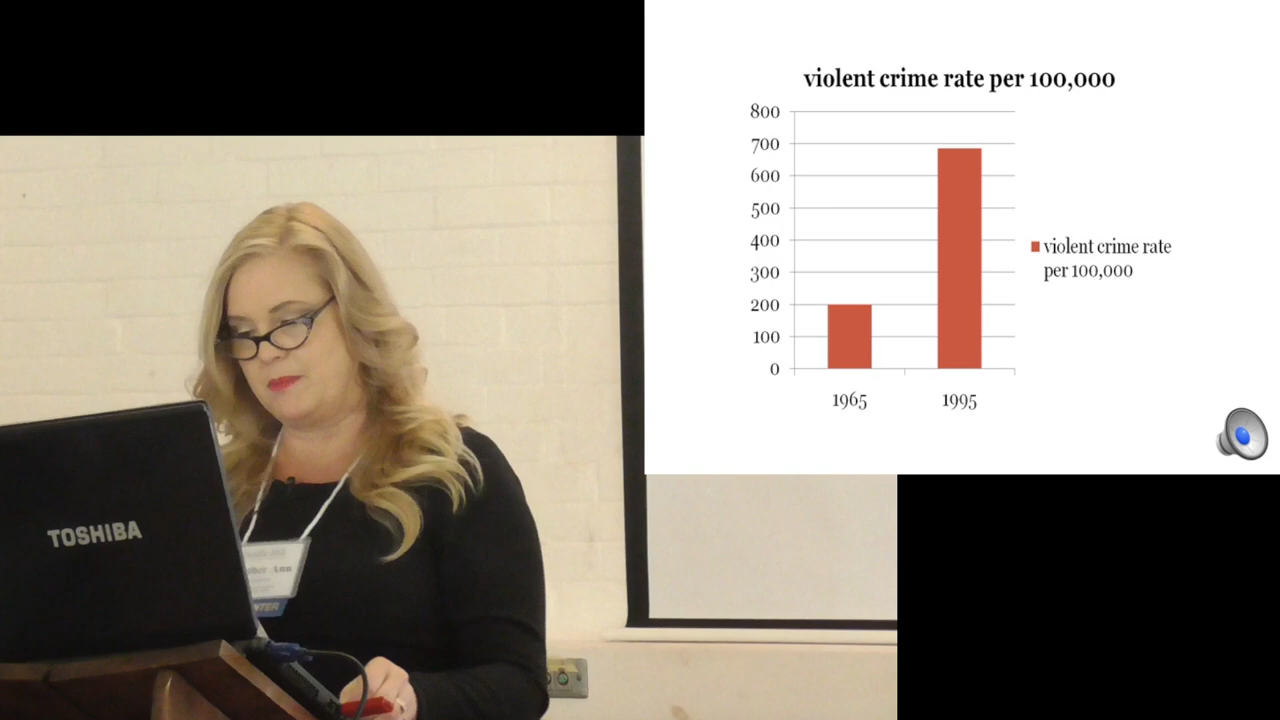 violent crime rate per 100,000
800
700
600
500
400
300
200
100
0
1965
1995
violent crime rate
per 100,000
TOSHIBA